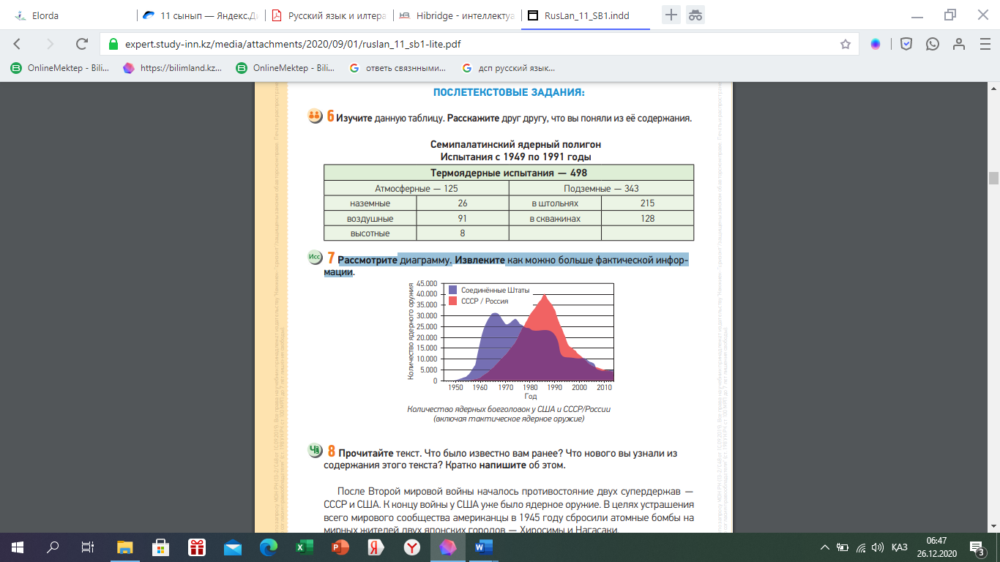 Elorda
11 сынып — Яндекс.Ди
Русский язык и илтера
Hibridge - интеллектуа
RusLan_11_SB1.indd
expert.study-inn.kz/media/attachments/2020/09/01/ruslan_11_sb1-lite.pdf
OnlineMektep - Bili...
https://bilimland.kz...
OnlineMektep - Bili...
ответь связнными...
дсп русский язык...
ПОСЛЕТЕКСТОВЫЕ ЗАДАНИЯ:
6 Изучите данную таблицу. Расскажите друг другу, что вы поняли из её содержания.
Семипалатинский ядерный полигон
Испытания с 1949 по 1991 годы
Термоядерные испытания — 498
Атмосферные — 125 Подземные — 343
наземные 26 в штольнях 215
воздушные 91 в скважинах 128
высотные 8
Исс 7 Рассмотрите диаграмму. Извлеките как можно больше фактической инфор-
мации.
Количество ядерного оружия
45.000
40.000
35.000
30.000
25.000
20.000
15.000
10.000
5.000
0
Соединённые Штаты
СССР / Россия
1950 1960 1970 1980 1990 2000 2010
Год
Количество ядерных боеголовок у США и СССР/России
(включая тактическое ядерное оружие)
8 Прочитайте текст. Что было известно вам ранее? Что нового вы узнали из
содержания этого текста? Кратко напишите об этом.
После Второй мировой войны началось противостояние двух супердержав —
СССР и США. К концу войны у США уже было ядерное оружие. В целях устрашения
всего мирового сообщества американцы в 1945 году сбросили атомные бомбы на
мирных жителей двух японских городов — Хиросимы и Нагасаки.
ҚАЗ
06:47
26.12.2020
3